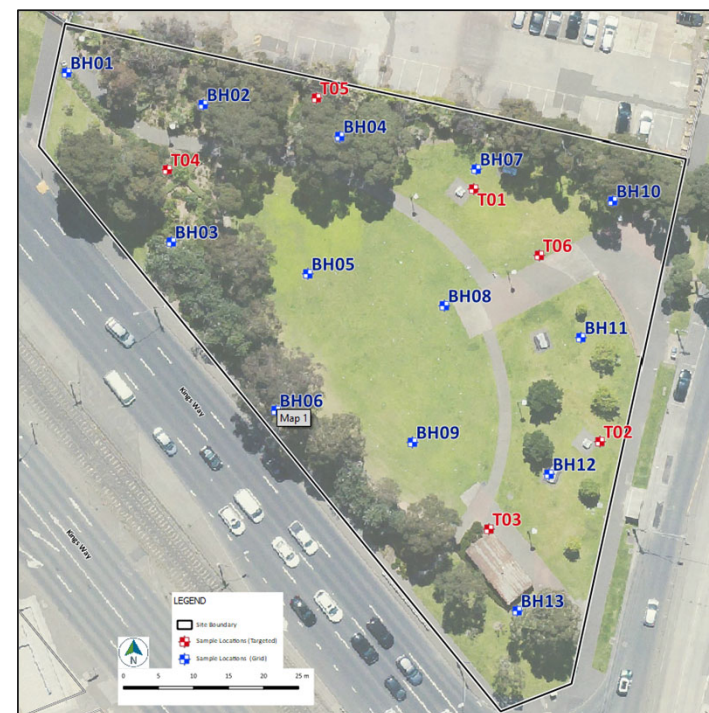 BH01
BH02
T05
BH04
T04
BH07
T01
BH10
BH03
T06
BH05
BH08
BH11
Kings Way
BH06
Map 1
BH09
T02
BH12
T03
Kings Way
BH13
LEGEND
Site Boundary
Sample Locations (Targeted)
Sample Locations (Grid)
N
0 5 10 15 20 25 m